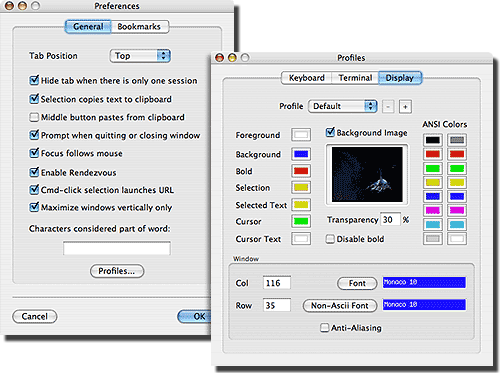 Preferences
General Bookmarks
Tab Position Top
Hide tab when there is only one session
Selection copies text to clipboard
Middle button pastes from clipboard
Prompt when quitting or closing window
Focus follows mouse
Enable Rendezvous
Cmd-click selection launches URL
Maximize windows vertically only
Characters considered part of word:
Profiles...
Cancel OK
Profiles
Keyboard Terminal Display
Profile Default - +
Foreground
Background
Bold
Selection
Selected Text
Cursor
Cursor Text
Background Image
Transparency 30 %
Disable bold
ANSI Colors
Window
Col 116 Font Monaco 10
Row 35 Non-Ascii Font Monaco 10
Anti-Aliasing